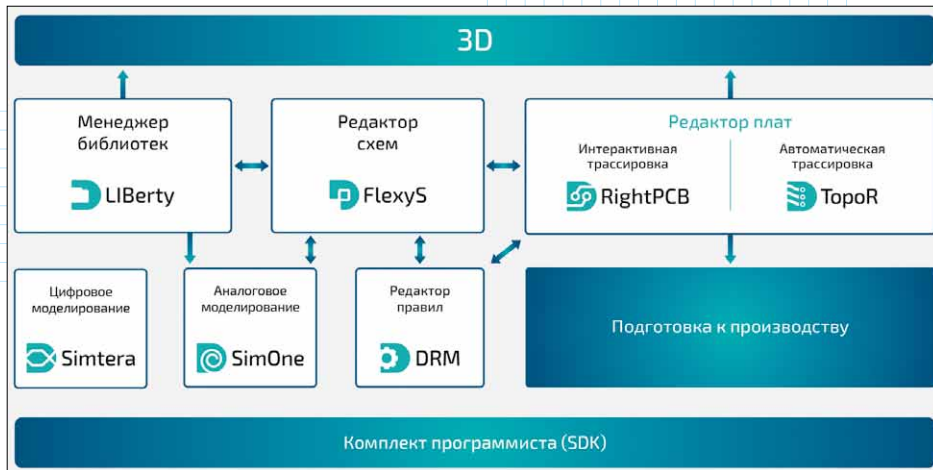 3D
Менеджер
библиотек
LIBerty
Редактор
схем
FlexyS
Редактор плат
Интерактивная
трассировка
RightPCB
Автоматическая
трассировка
TopoR
Цифровое
моделирование
Simtera
Аналоговое
моделирование
SimOne
Редактор
правил
DRM
Подготовка к производству
Комплект программиста (SDK)